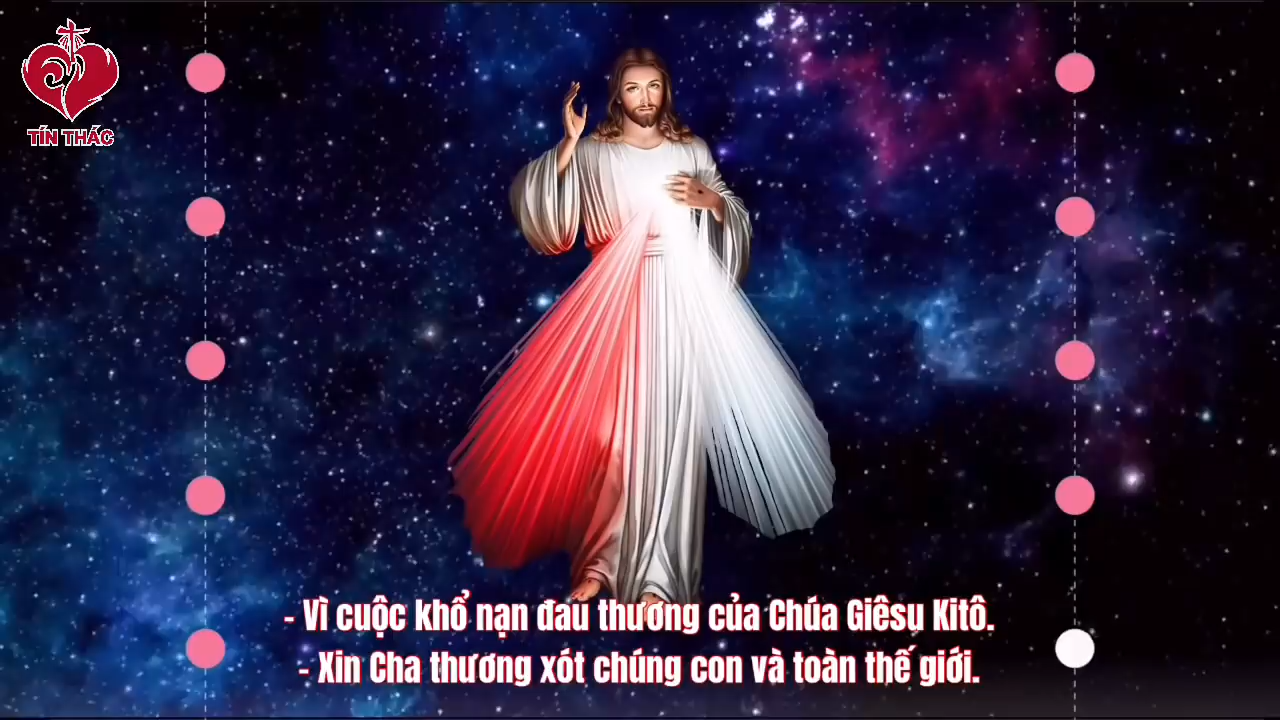 TÍN THÁC
- Vì cuộc khổ nạn đau thương của Chúa Giêsu Kitô.
- Xin Cha thương xót chúng con và toàn thế giới.